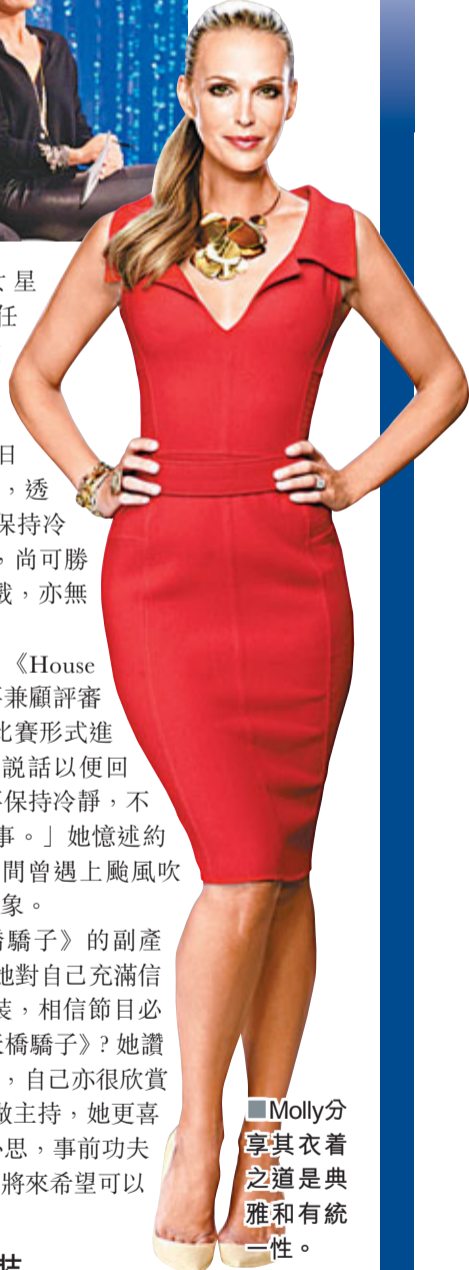 女星
任
日
，透
保持冷
，尚可勝
戲，亦無
《House
兼顧評審
比賽形式進
説話以便回
保持冷靜，不
事。」她憶述約
間曾遇上颱風吹
象。
橋驕子》的副產
她對自己充滿信
裝，相信節目必
天橋驕子》?她讚
，自己亦很欣賞
做主持，她更喜
心思，事前功夫
將來希望可以
■Molly分
享其衣着
之道是典
雅和有統
一性。